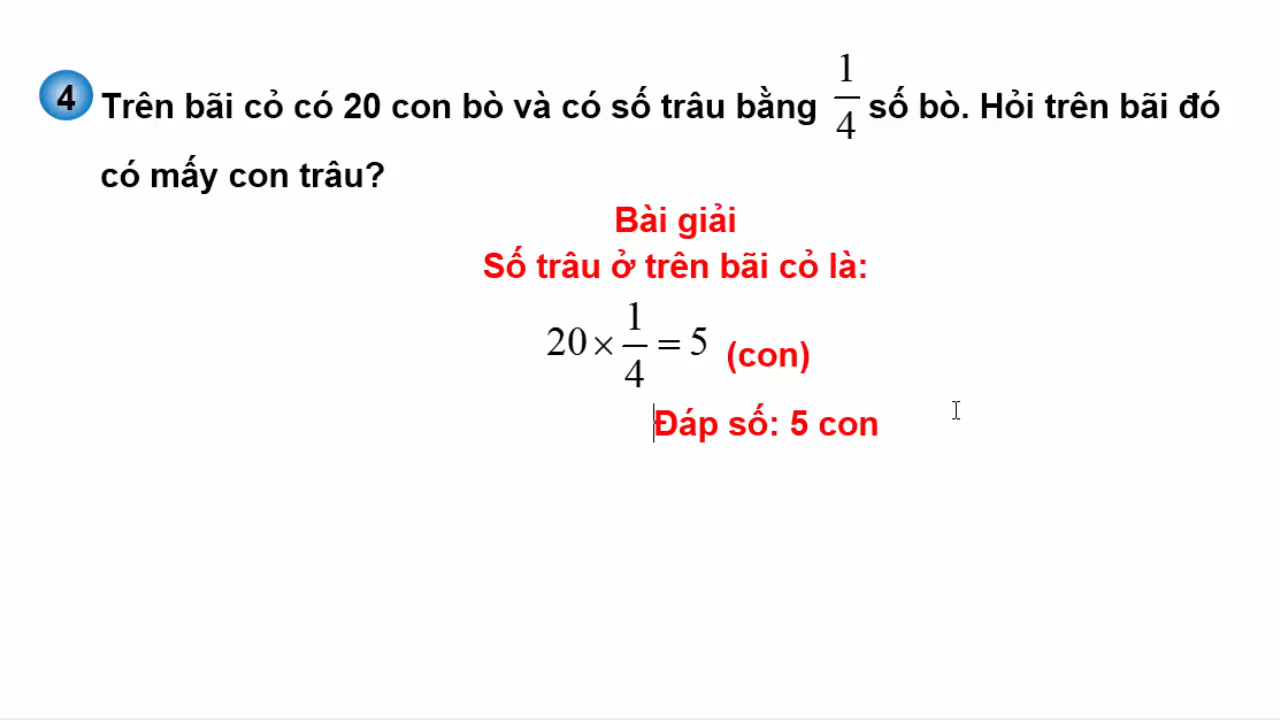 4 Trên bãi cỏ có 20 con bò và có số trâu bằng 1/4 số bò. Hỏi trên bãi đó
có mấy con trâu?
Bài giải
Số trâu ở trên bãi cỏ là:
20 × 1/4 = 5 (con)
Đáp số: 5 con